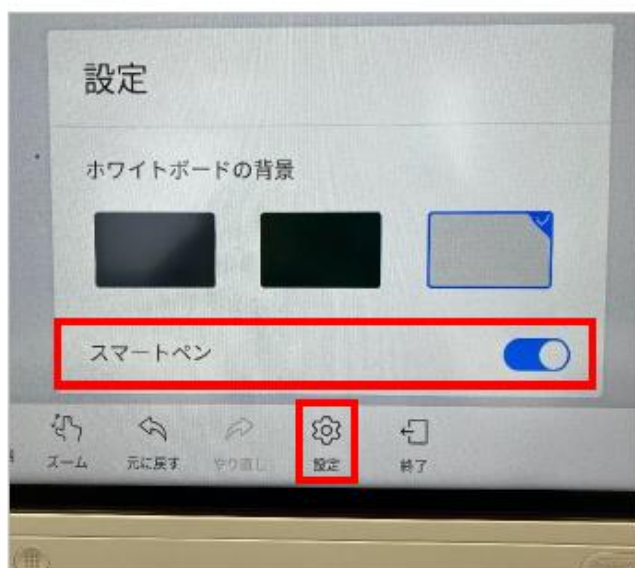 設定
ホワイトボードの背景
スマートペン
ズーム 元に戻す やり直し 設定 終了